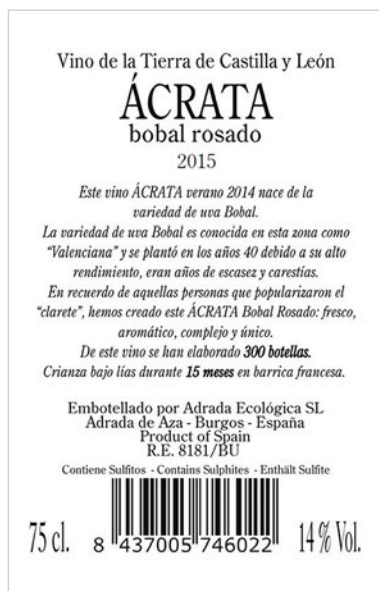 Vino de la Tierra de Castilla y León
ÁCRATA
bobal rosado
2015
Este vino ÁCRATA verano 2014 nace de la
variedad de uva Bobal.
La variedad de uva Bobal es conocida en esta zona como
“Valenciana” y se plantó en los años 40 debido a su alto
rendimiento, eran años de escasez y carestías.
En recuerdo de aquellas personas que popularizaron el
“clarete”, hemos creado este ÁCRATA Bobal Rosado: fresco,
aromático, complejo y único.
De este vino se han elaborado 300 botellas.
Crianza bajo lías durante 15 meses en barrica francesa.
Embotellado por Adrada Ecológica SL
Adrada de Aza - Burgos - España
Product of Spain
R.E. 8181/BU
Contiene Sulfitos - Contains Sulphites - Enthält Sulfite
75 cl. 8 437005 746022 14 % Vol.